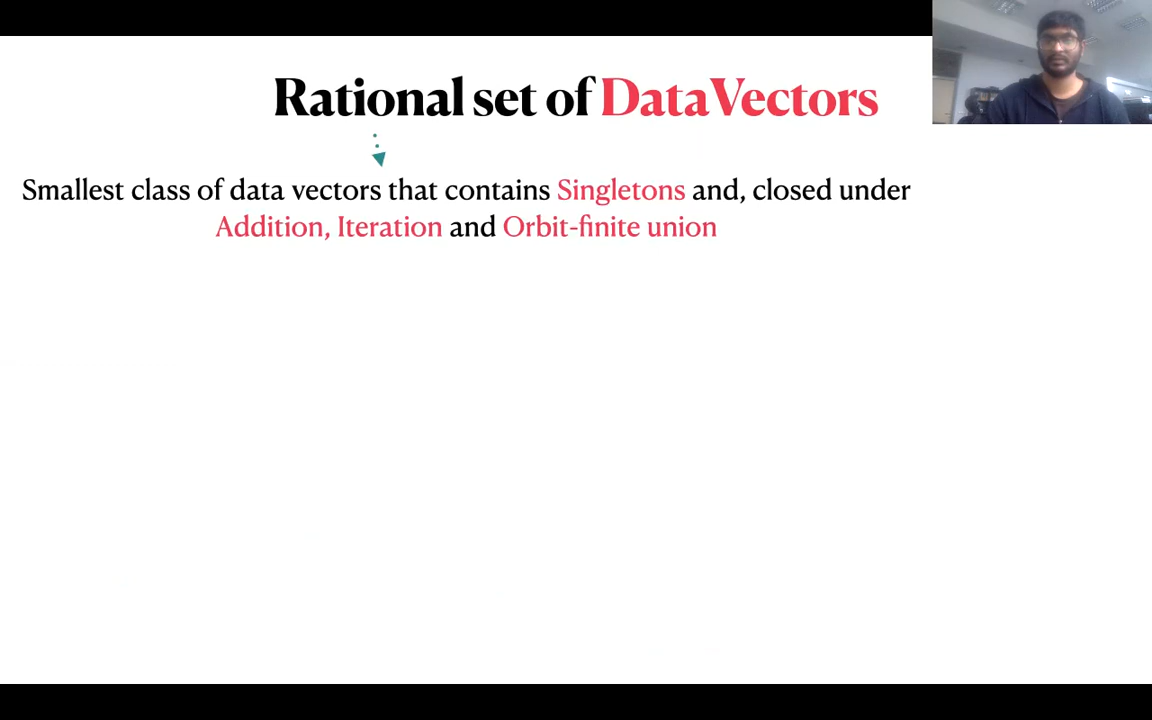 Rational set of DataVectors
Smallest class of data vectors that contains Singletons and, closed under
Addition, Iteration and Orbit-finite union